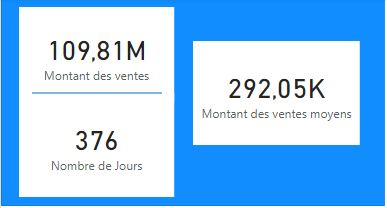 109,81M
Montant des ventes
376
Nombre de Jours
292,05K
Montant des ventes moyens